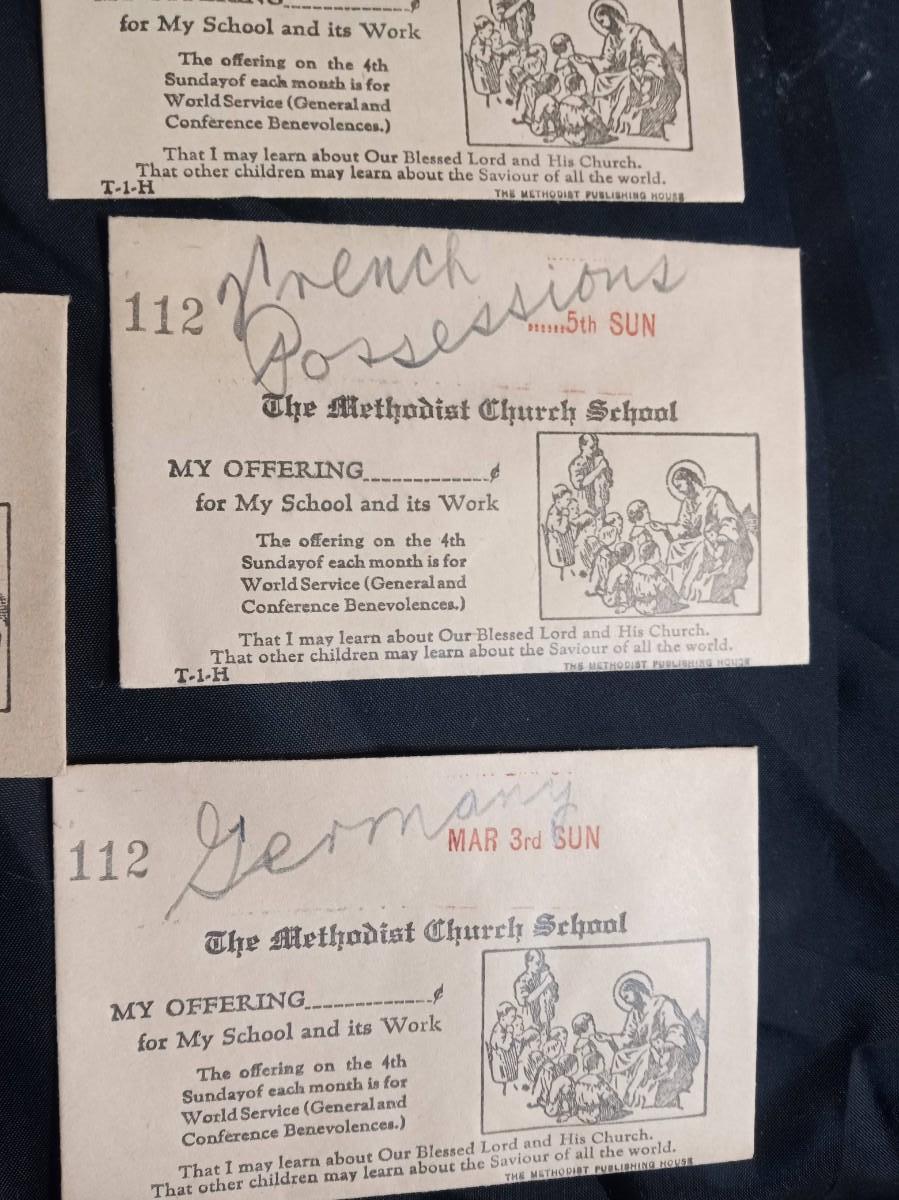 for My School and its Work
The offering on the 4th
Sundayof each month is for
World Service (General and
Conference Benevolences.)
That I may learn about Our Blessed Lord and His Church.
That other children may learn about the Saviour of all the world.
T-1-H
THE METHODIST PUBLISHING HOUSE
112
French
Possessions
......5th SUN
The Methodist Church School
MY OFFERING____________¢
for My School and its Work
The offering on the 4th
Sundayof each month is for
World Service (General and
Conference Benevolences.)
That I may learn about Our Blessed Lord and His Church.
That other children may learn about the Saviour of all the world.
T-1-H
THE METHODIST PUBLISHING HOUSE
112
Germany
MAR 3rd SUN
The Methodist Church School
MY OFFERING____________¢
for My School and its Work
The offering on the 4th
Sundayof each month is for
World Service (General and
Conference Benevolences.)
That I may learn about Our Blessed Lord and His Church.
That other children may learn about the Saviour of all the world.
THE METHODIST PUBLISHING HOUSE